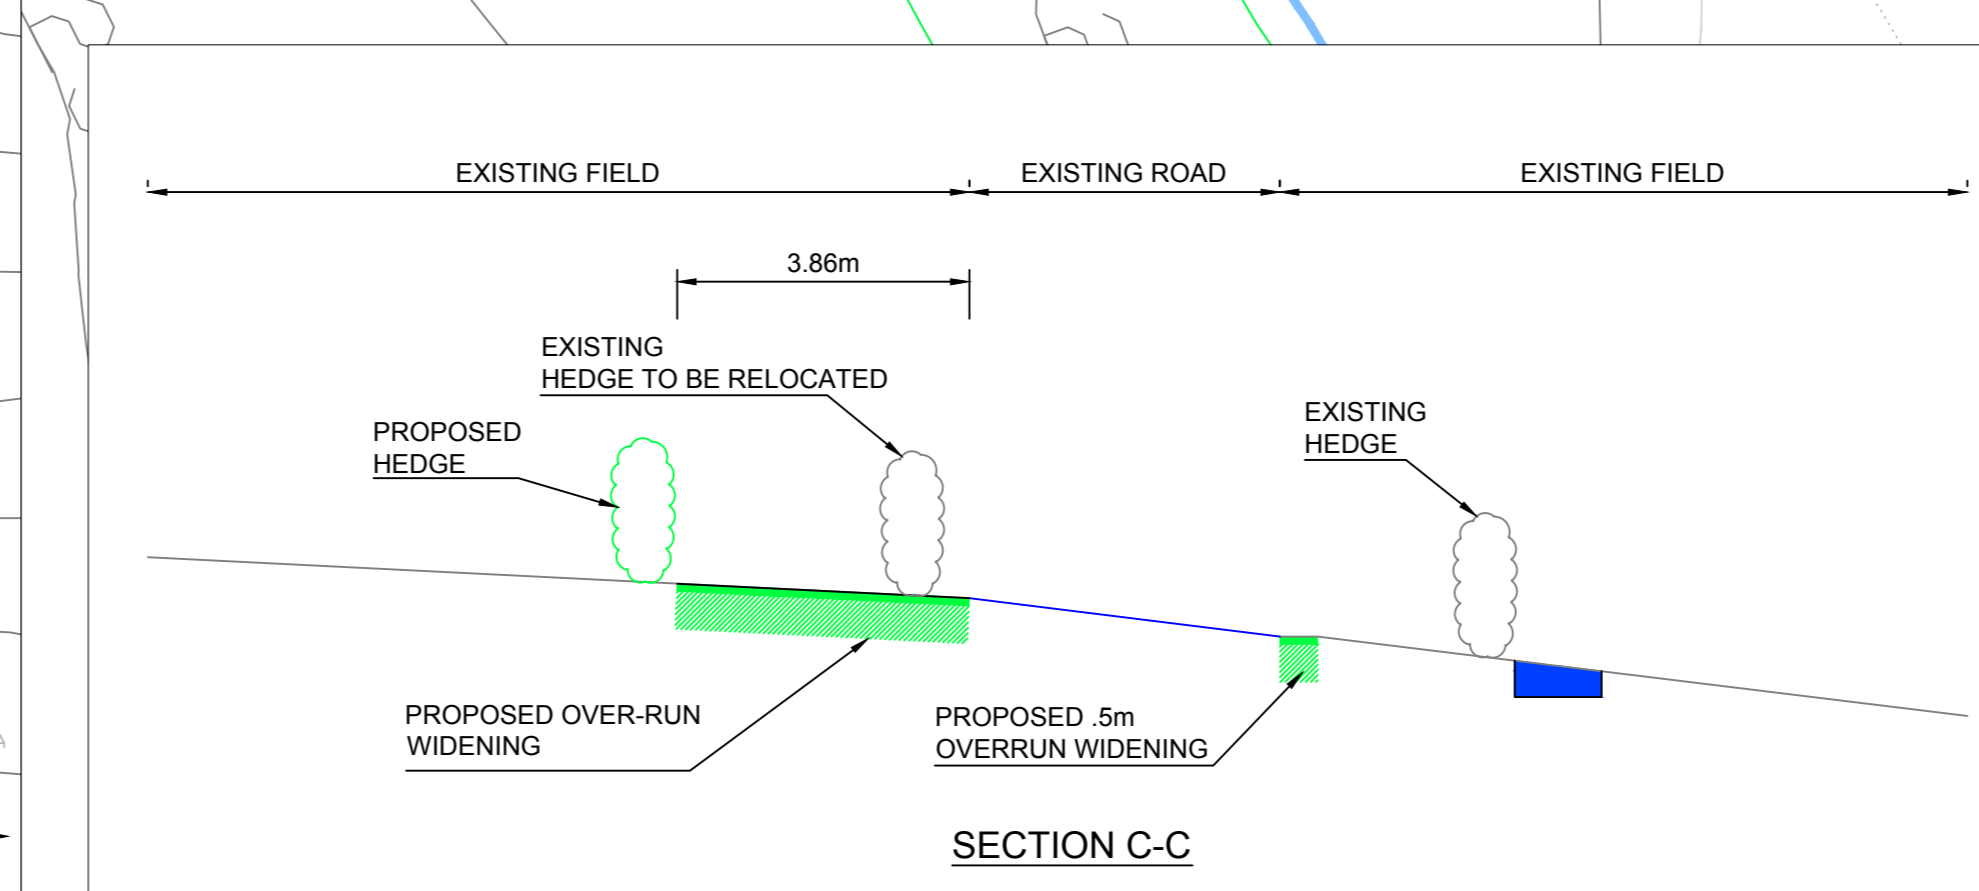 EXISTING FIELD
EXISTING ROAD
EXISTING FIELD
3.86m
EXISTING
HEDGE TO BE RELOCATED
PROPOSED
HEDGE
EXISTING
HEDGE
PROPOSED OVER-RUN
WIDENING
PROPOSED .5m
OVERRUN WIDENING
SECTION C-C